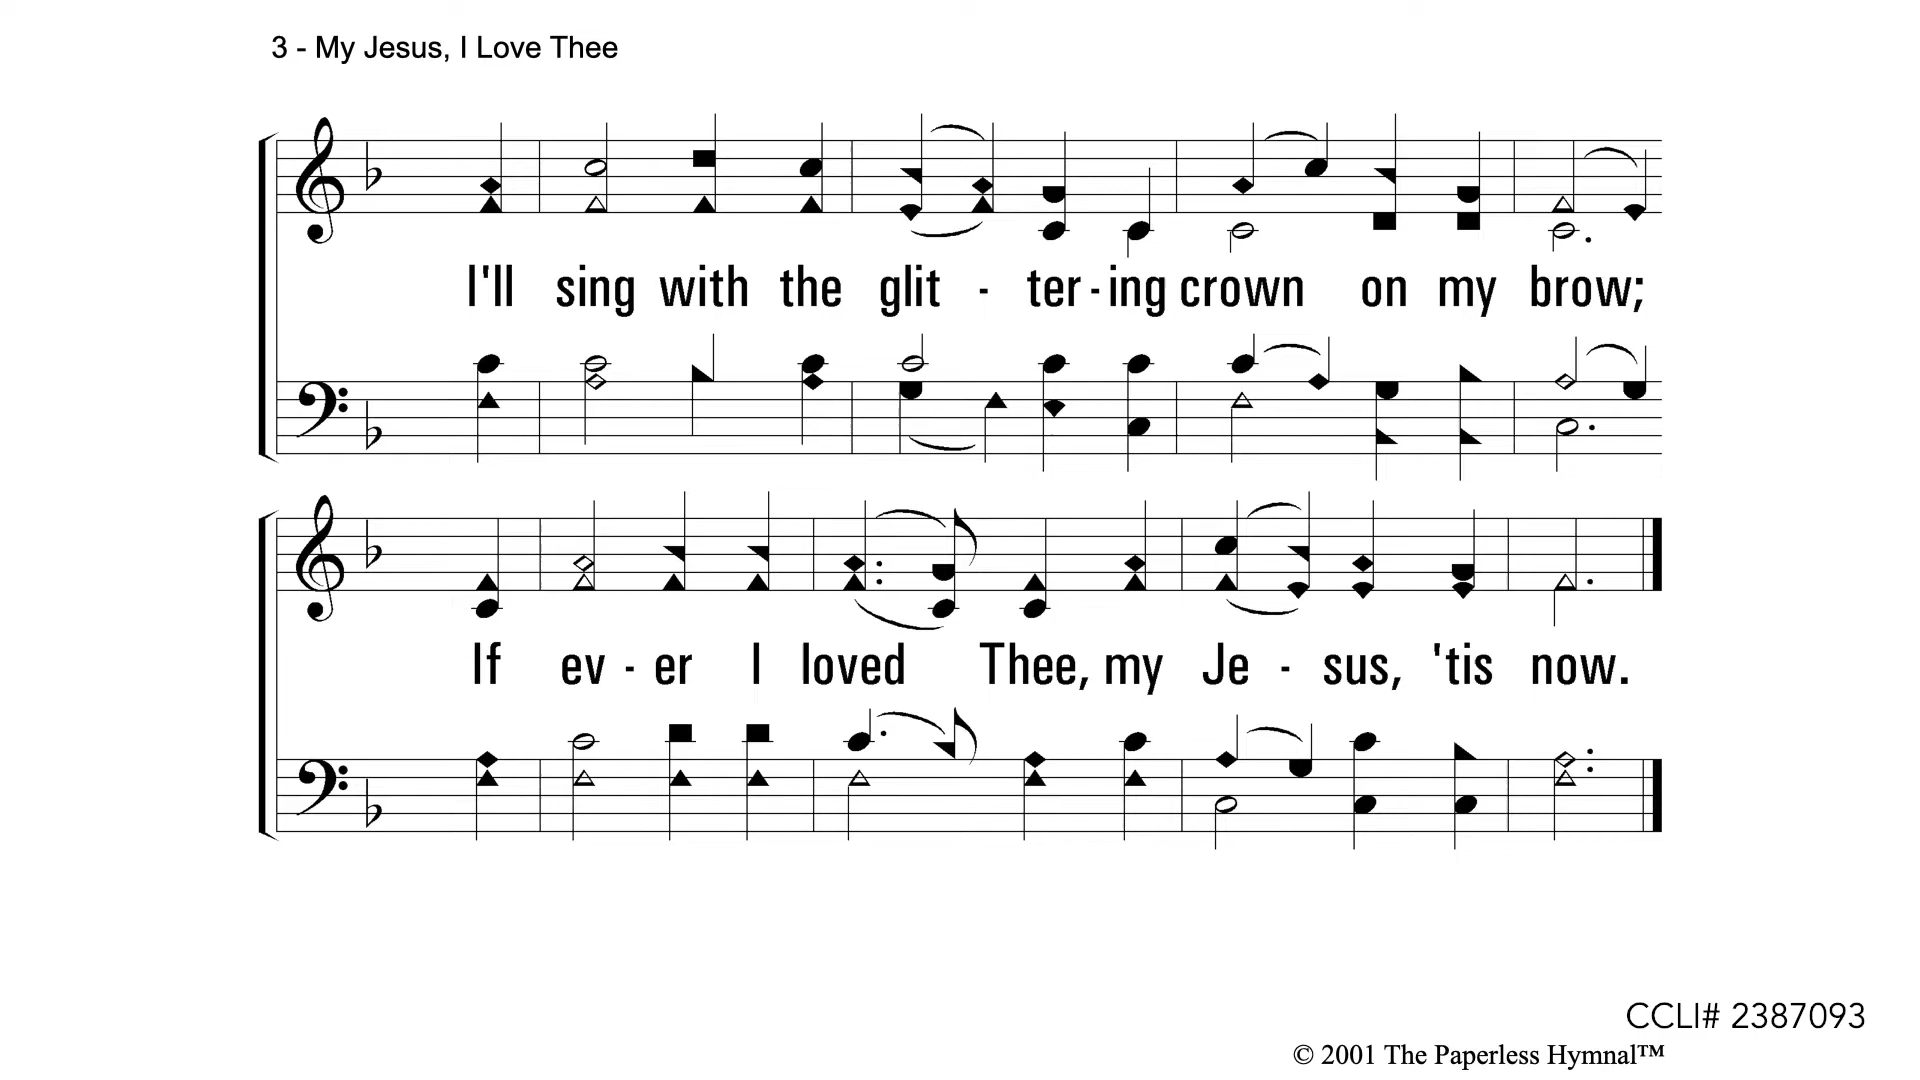 3 - My Jesus, I Love Thee
I'll sing with the glit - ter - ing crown on my brow;
If ev - er I loved Thee, my Je - sus, 'tis now.
CCLI# 2387093
© 2001 The Paperless Hymnal™